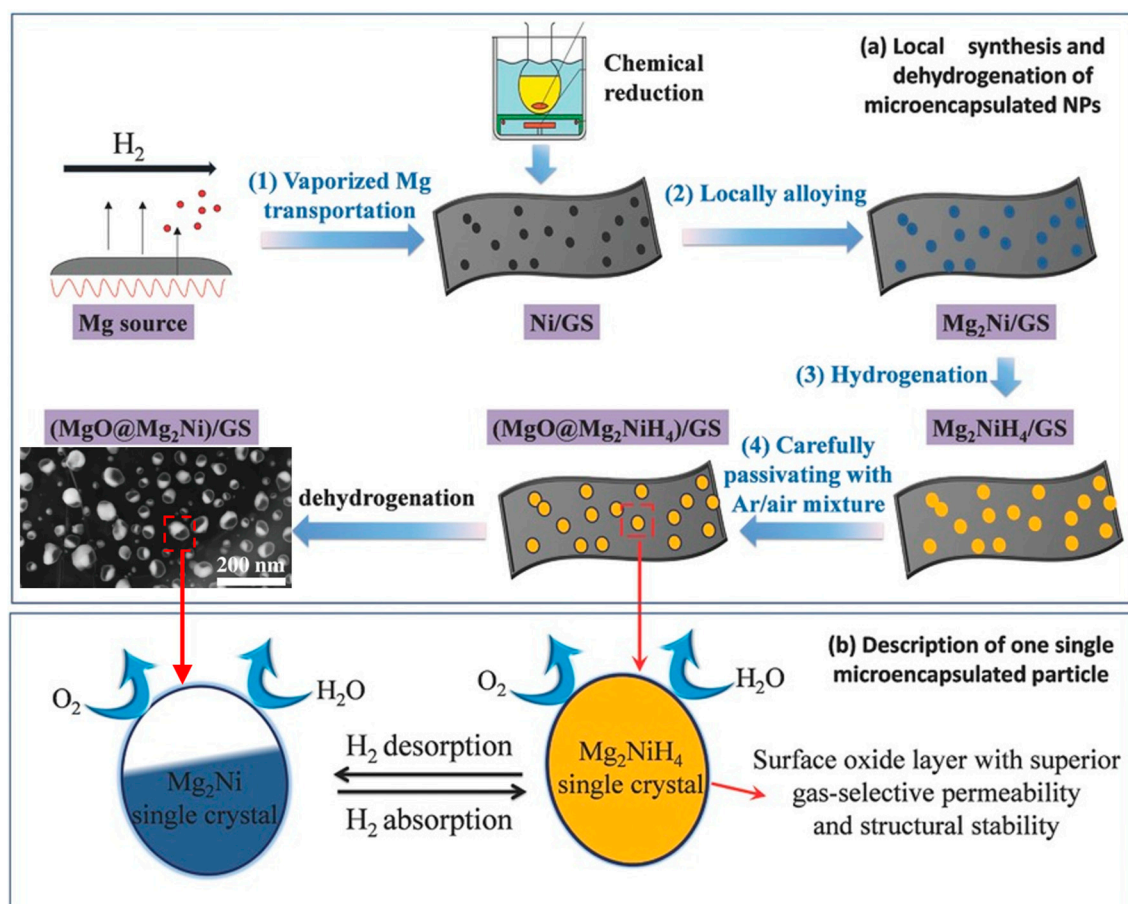 (a) Local synthesis and
dehydrogenation of
microencapsulated NPs
Chemical
reduction
H₂
(1) Vaporized Mg
transportation
(2) Locally alloying
Mg source
Ni/GS
Mg₂Ni/GS
(3) Hydrogenation
(MgO@Mg₂Ni)/GS
(MgO@Mg₂NiH₄)/GS
Mg₂NiH₄/GS
(4) Carefully
passivating with
Ar/air mixture
dehydrogenation
200 nm
(b) Description of one single
microencapsulated particle
O₂
H₂O
O₂
H₂O
Mg₂Ni
single crystal
H₂ desorption
H₂ absorption
Mg₂NiH₄
single crystal
Surface oxide layer with superior
gas-selective permeability
and structural stability